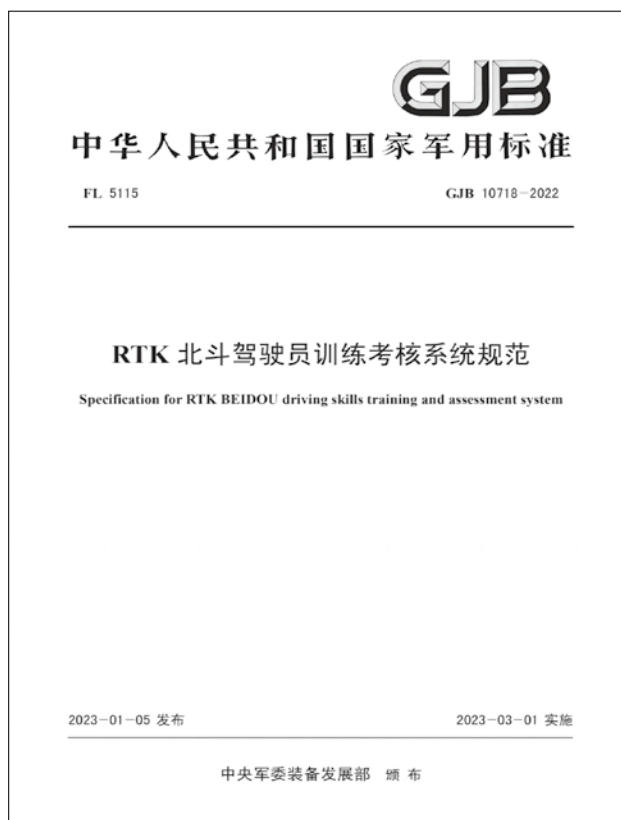 GJB
中华人民共和国国家军用标准
FL 5115 GJB 10718-2022
RTK 北斗驾驶员训练考核系统规范
Specification for RTK BEIDOU driving skills training and assessment system
2023-01-05 发布 2023-03-01 实施
中央军委装备发展部 颁布